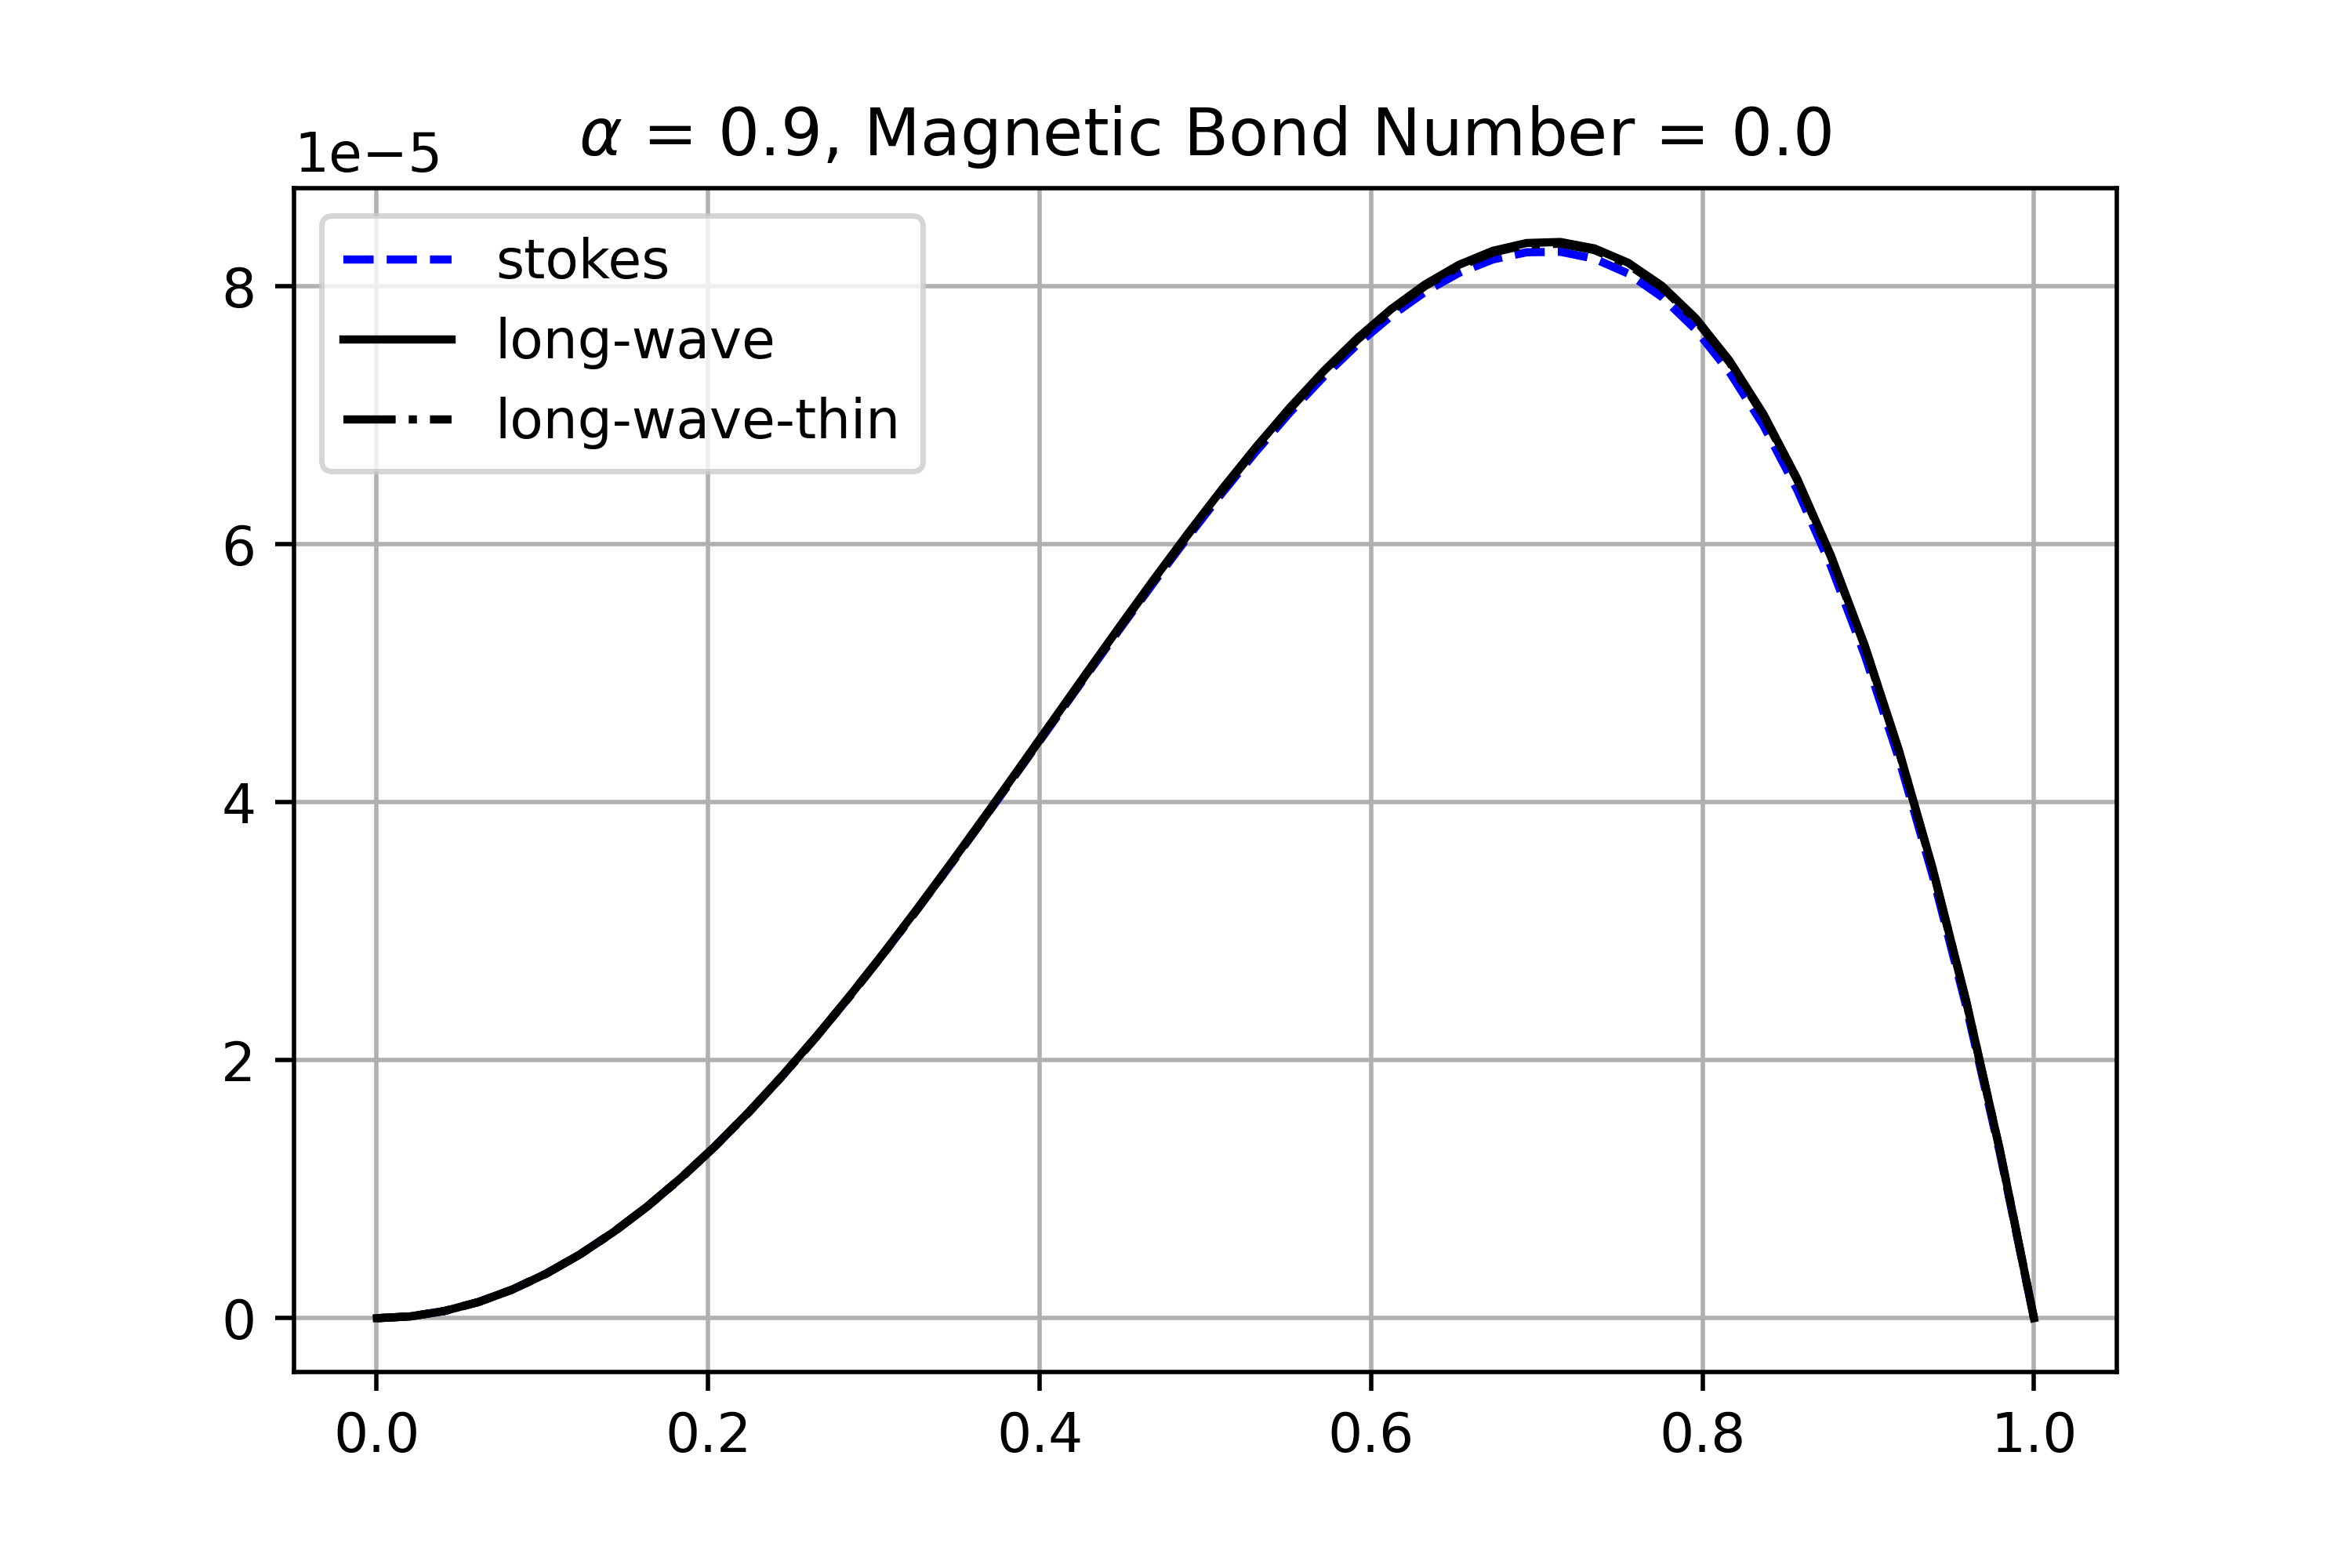 α = 0.9, Magnetic Bond Number = 0.0
1e−5
stokes
long-wave
long-wave-thin
8
6
4
2
0
0.0 0.2 0.4 0.6 0.8 1.0